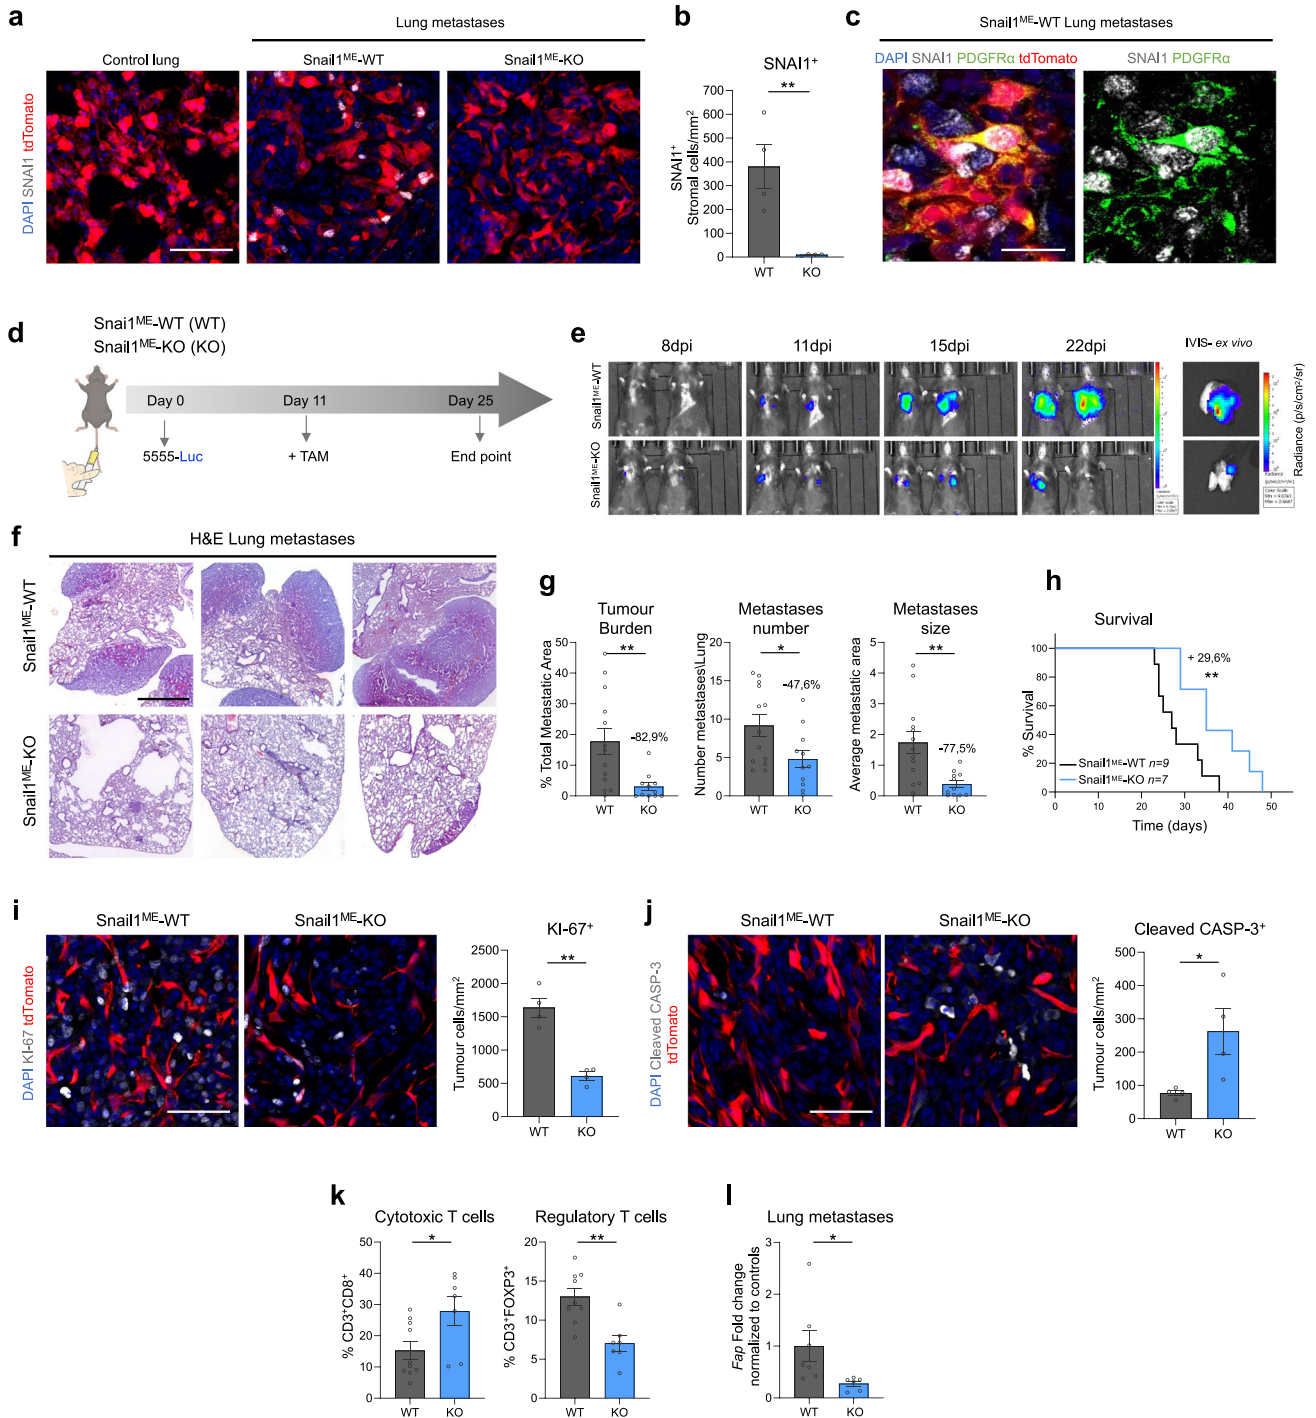 a
Lung metastases
Control lung
Snail1ME-WT
Snail1ME-KO
DAPI SNAI1 tdTomato
b
SNAI1+
**
SNAI1+
Stromal cells/mm2
700
600
500
400
300
200
100
0
WT
KO
c
Snail1ME-WT Lung metastases
DAPI SNAI1 PDGFRα tdTomato
SNAI1 PDGFRα
d
Snai1ME-WT (WT)
Snail1ME-KO (KO)
Day 0
Day 11
Day 25
5555-Luc
+ TAM
End point
e
8dpi
11dpi
15dpi
22dpi
IVIS- ex vivo
Snail1ME-WT
Snail1ME-KO
Radiance (p/s/cm2/sr)
f
H&E Lung metastases
Snail1ME-WT
Snail1ME-KO
g
Tumour
Burden
% Total Metastatic Area
50
40
30
20
10
0
**
-82,9%
WT
KO
Metastases
number
Number metastases\Lung
20
15
10
5
0
*
-47,6%
WT
KO
Metastases
size
Average metastatic area
5
4
3
2
1
0
**
-77,5%
WT
KO
h
Survival
% Survival
100
80
60
40
20
0
+ 29,6%
**
Snail1ME-WT n=9
Snail1ME-KO n=7
0
10
20
30
40
50
Time (days)
i
Snail1ME-WT
Snail1ME-KO
DAPI KI-67 tdTomato
KI-67+
Tumour cells/mm2
2500
2000
1500
1000
500
0
**
WT
KO
j
Snail1ME-WT
Snail1ME-KO
DAPI Cleaved CASP-3
tdTomato
Cleaved CASP-3+
Tumour cells/mm2
500
400
300
200
100
0
*
WT
KO
k
Cytotoxic T cells
% CD3+CD8+
50
40
30
20
10
0
*
WT
KO
Regulatory T cells
% CD3+FOXP3+
20
15
10
5
0
**
WT
KO
l
Lung metastases
Fap Fold change
normalized to controls
3
2
1
0
*
WT
KO